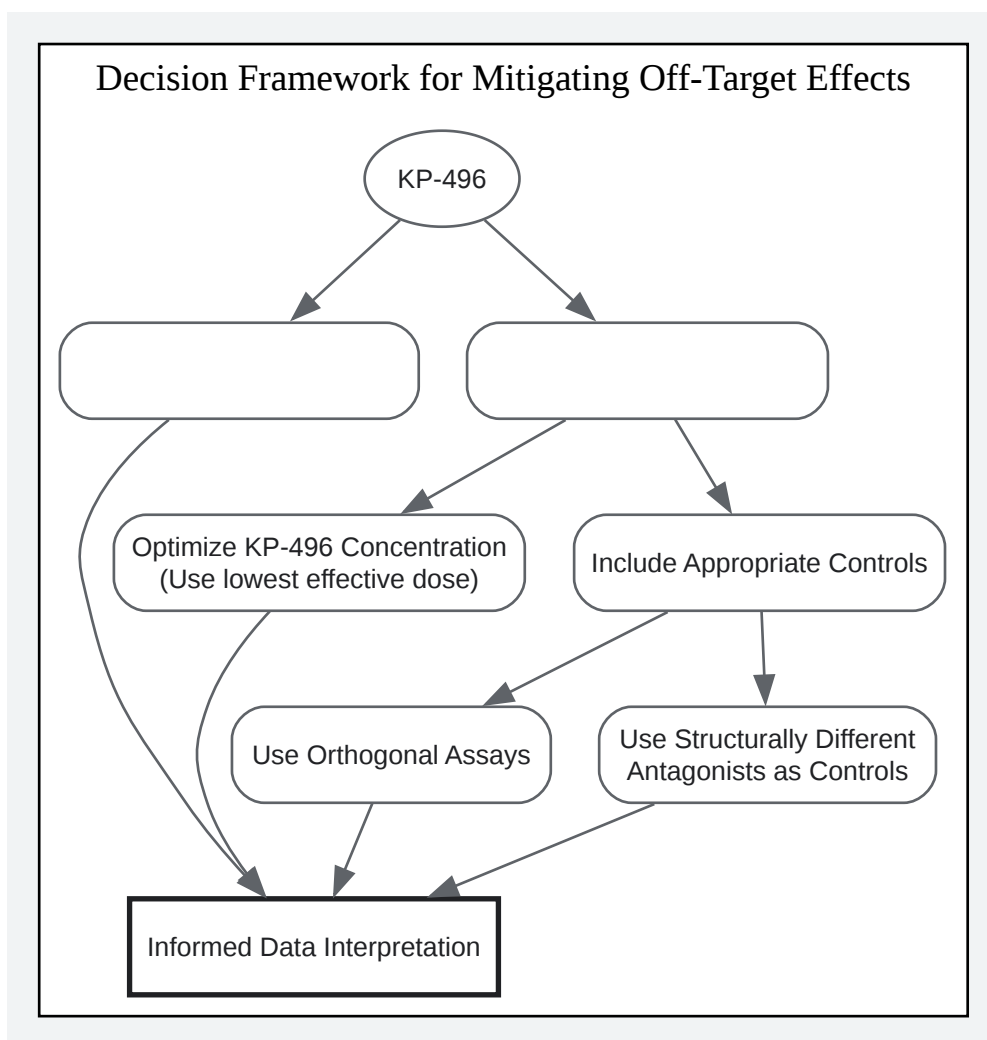 Decision Framework for Mitigating Off-Target Effects
KP-496
Optimize KP-496 Concentration
(Use lowest effective dose)
Include Appropriate Controls
Use Orthogonal Assays
Use Structurally Different
Antagonists as Controls
Informed Data Interpretation